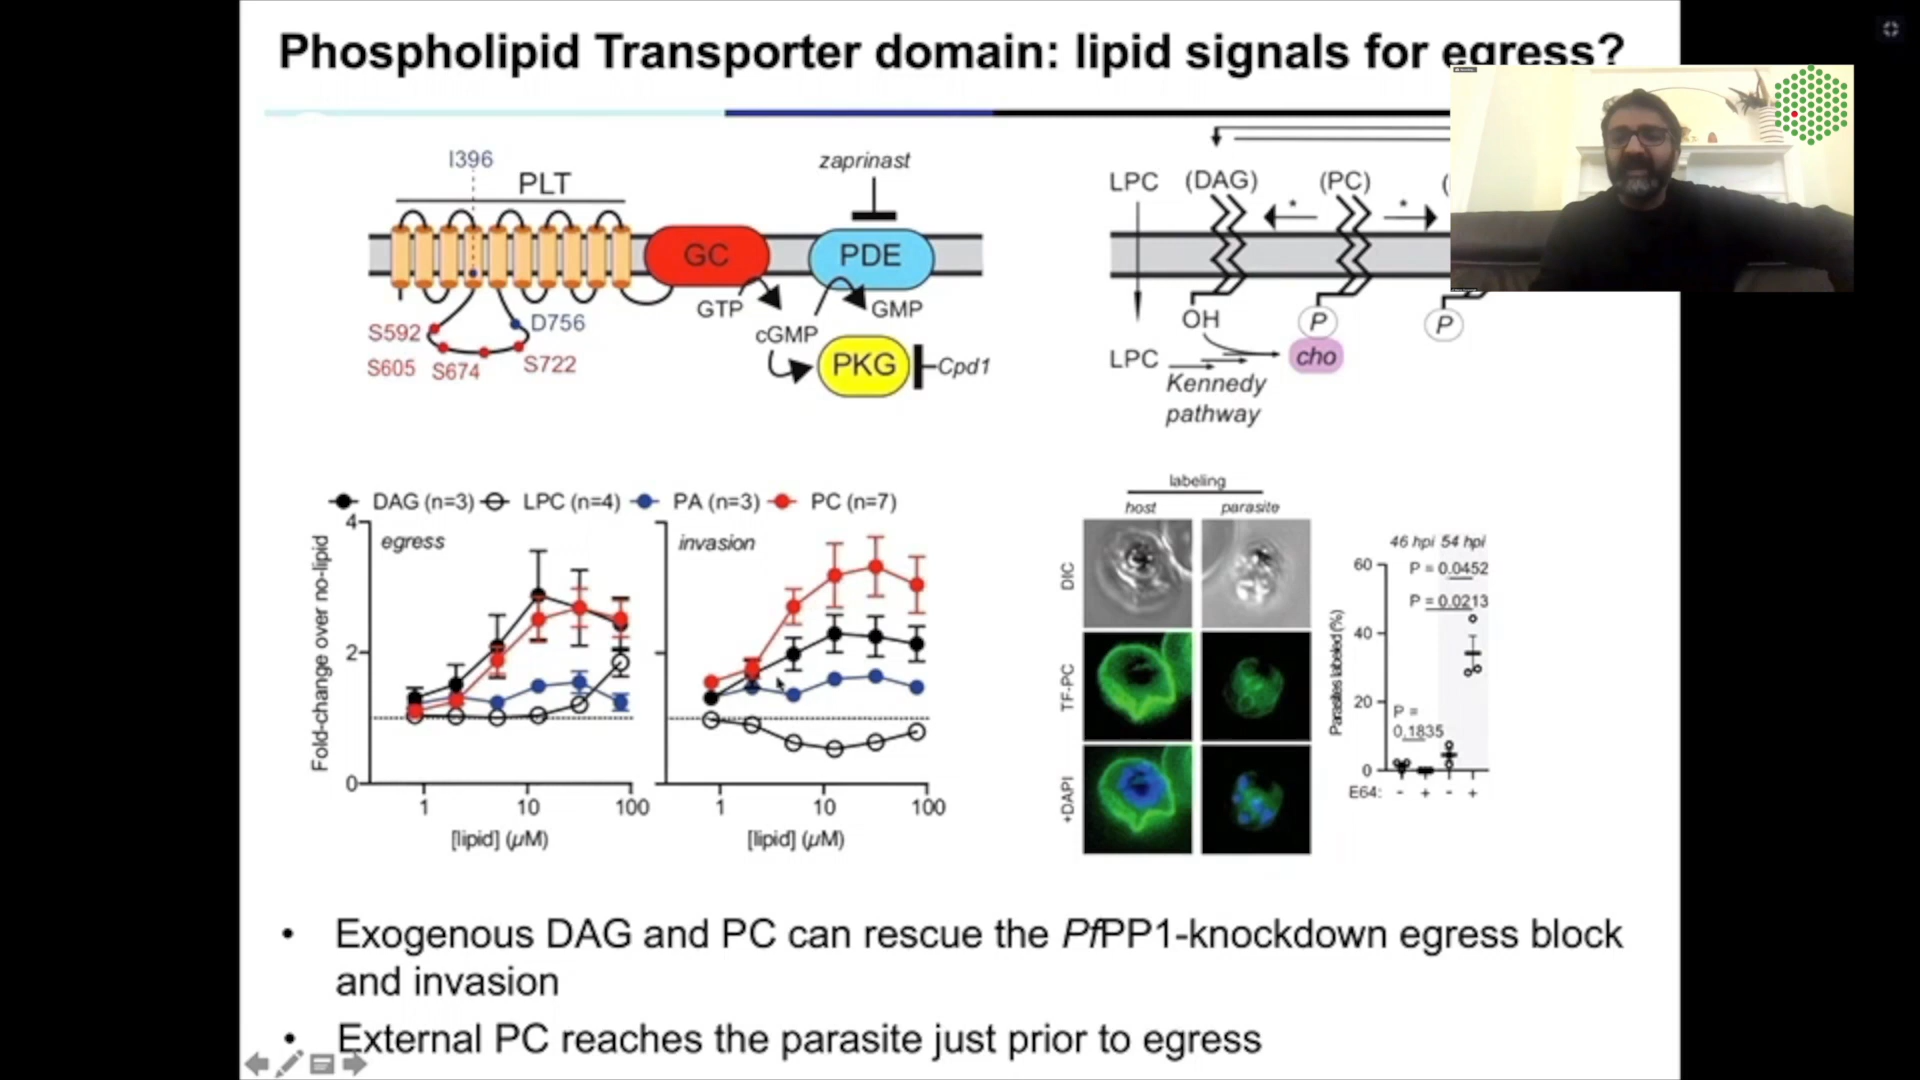 Phospholipid Transporter domain: lipid signals for egress?
I396
PLT
zaprinast
GC
PDE
GTP
cGMP
GMP
PKG
Cpd1
S592
S605
S674
S722
D756
LPC
(DAG)
(PC)
*
*
OH
P
P
LPC
cho
Kennedy
pathway
DAG (n=3)
LPC (n=4)
PA (n=3)
PC (n=7)
Fold-change over no-lipid
4
2
0
egress
1
10
100
[lipid] (µM)
invasion
1
10
100
[lipid] (µM)
labeling
host
parasite
DIC
TF-PC
+DAPI
46 hpi 54 hpi
P = 0.0452
P = 0.0213
P =
0.1835
Parasites labeled (%)
60
40
20
0
E64: - + - +
• Exogenous DAG and PC can rescue the PfPP1-knockdown egress block
and invasion
• External PC reaches the parasite just prior to egress